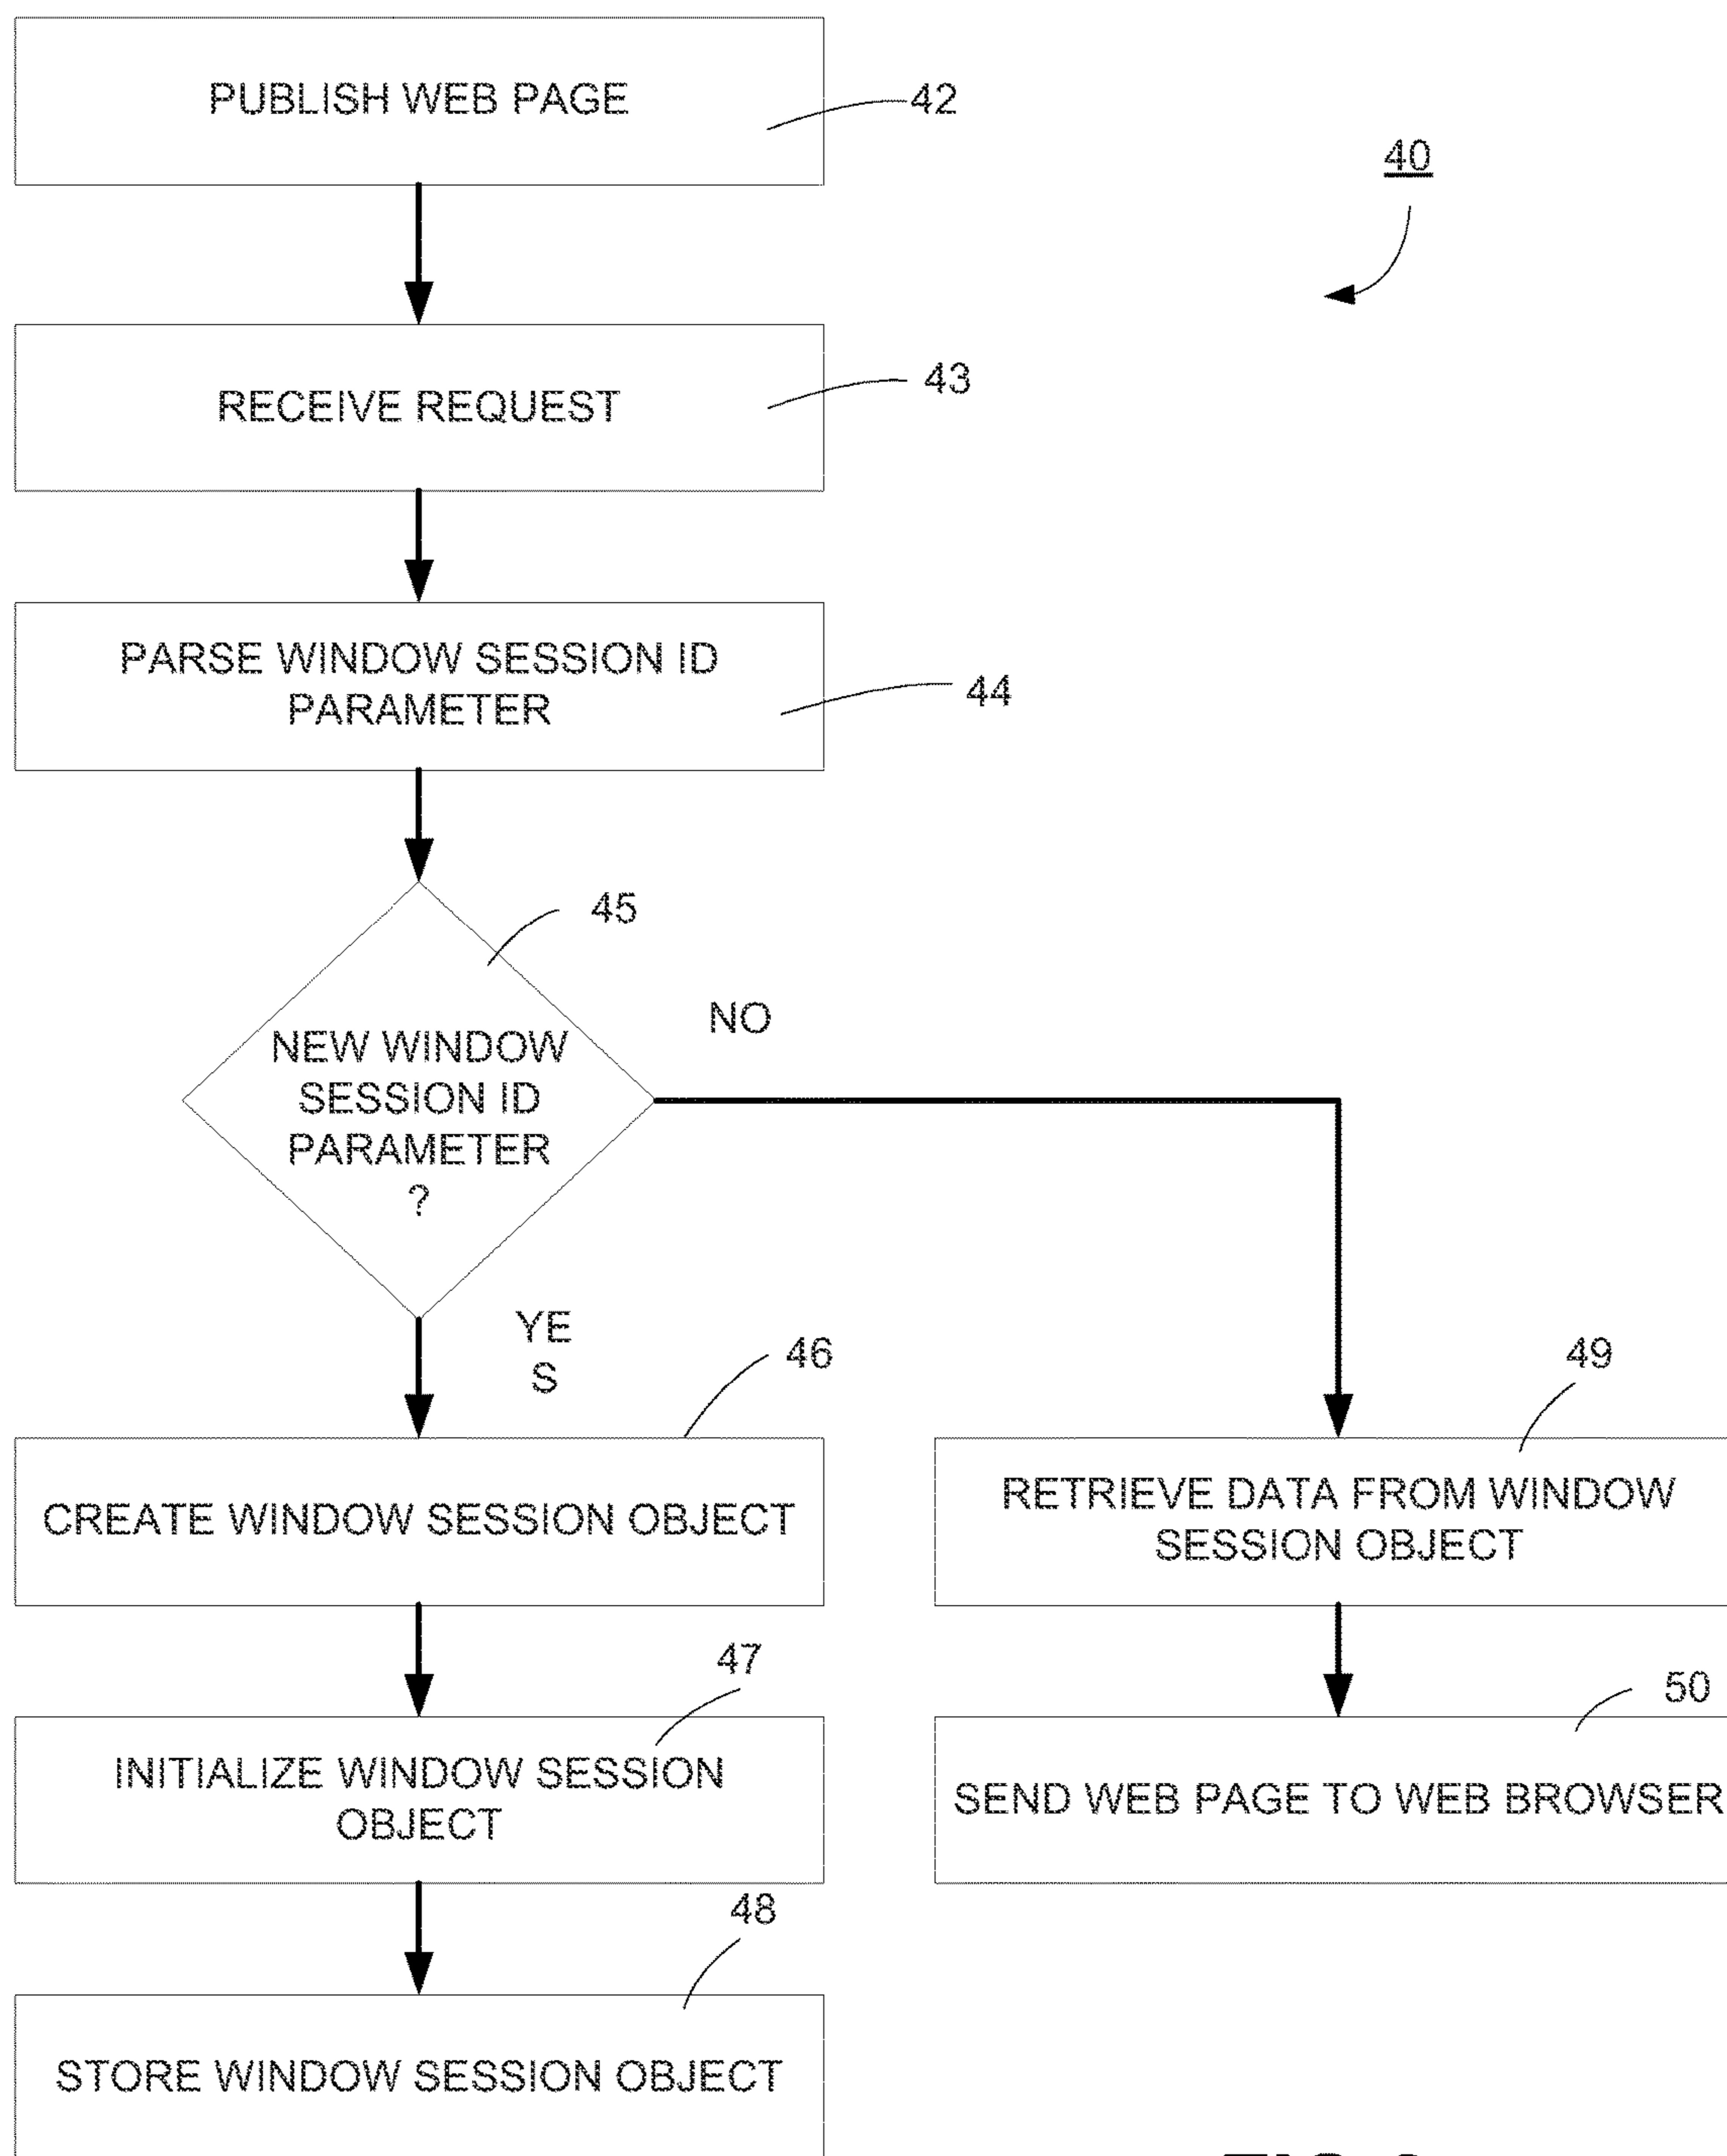 PUBLISH WEB PAGE
42
40
RECEIVE REQUEST
43
PARSE WINDOW SESSION ID
PARAMETER
44
45
NEW WINDOW
SESSION ID
PARAMETER
?
NO
YE
S
46
49
CREATE WINDOW SESSION OBJECT
RETRIEVE DATA FROM WINDOW
SESSION OBJECT
47
50
INITIALIZE WINDOW SESSION
OBJECT
SEND WEB PAGE TO WEB BROWSER
48
STORE WINDOW SESSION OBJECT